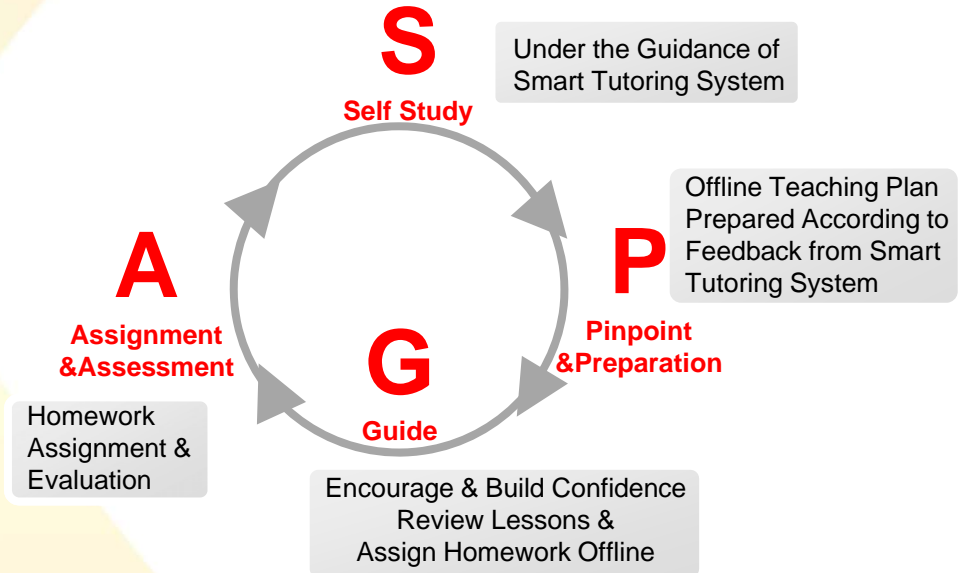 S
Self Study
Under the Guidance of
Smart Tutoring System
P
Pinpoint
&Preparation
Offline Teaching Plan
Prepared According to
Feedback from Smart
Tutoring System
G
Guide
Encourage & Build Confidence
Review Lessons &
Assign Homework Offline
A
Assignment
&Assessment
Homework
Assignment &
Evaluation